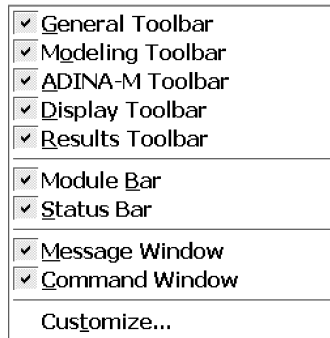 General Toolbar
Modeling Toolbar
ADINA-M Toolbar
Display Toolbar
Results Toolbar
Module Bar
Status Bar
Message Window
Command Window
Customize...